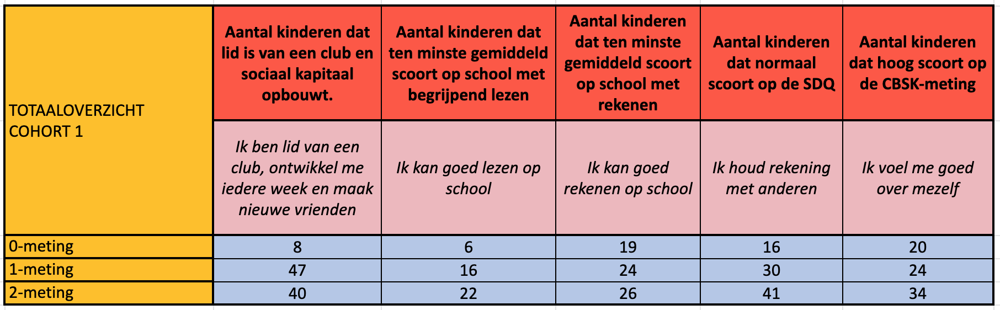 TOTAALOVERZICHT
COHORT 1
Aantal kinderen dat
lid is van een club en
sociaal kapitaal
opbouwt.
Aantal kinderen dat
ten minste gemiddeld
scoort op school met
begrijpend lezen
Aantal kinderen
dat ten minste
gemiddeld scoort
op school met
rekenen
Aantal kinderen
dat normaal
scoort op de SDQ
Aantal kinderen
dat hoog scoort op
de CBSK-meting
Ik ben lid van een
club, ontwikkel me
iedere week en maak
nieuwe vrienden
Ik kan goed lezen op
school
Ik kan goed
rekenen op school
Ik houd rekening
met anderen
Ik voel me goed
over mezelf
0-meting 8 6 19 16 20
1-meting 47 16 24 30 24
2-meting 40 22 26 41 34